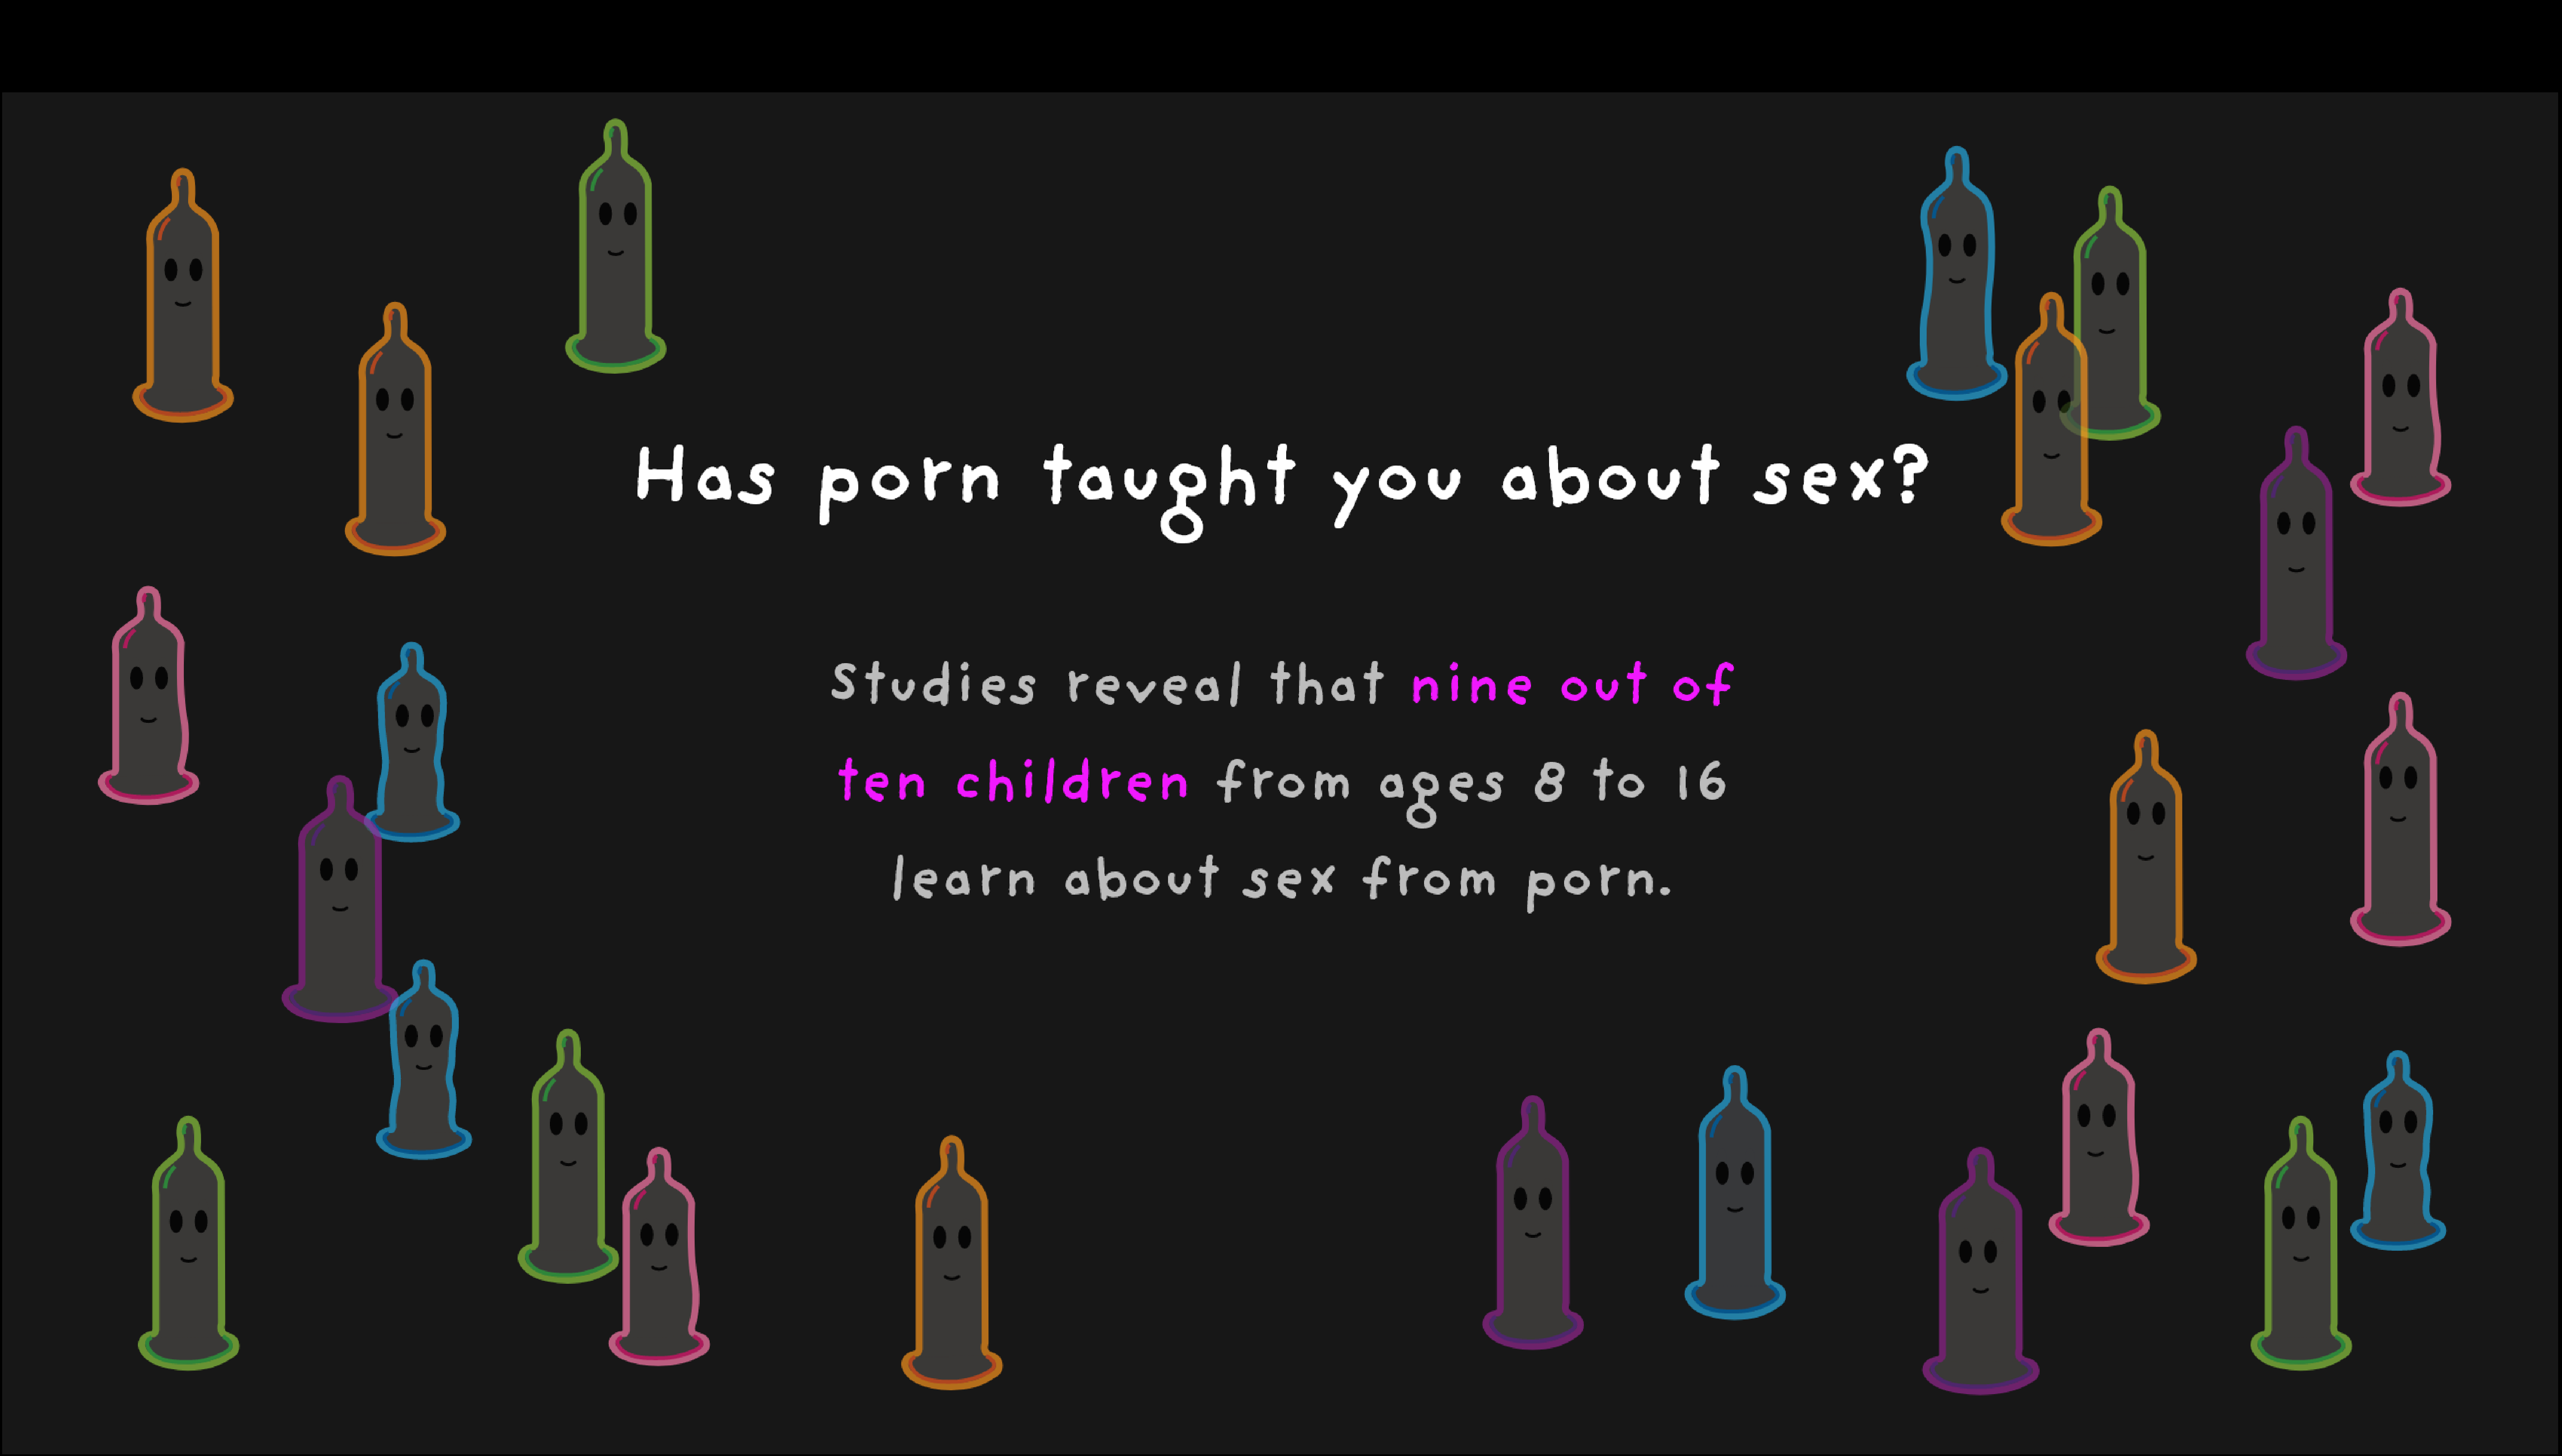 Has porn taught you about sex?
Studies reveal that nine out of
ten children from ages 8 to 16
learn about sex from porn.